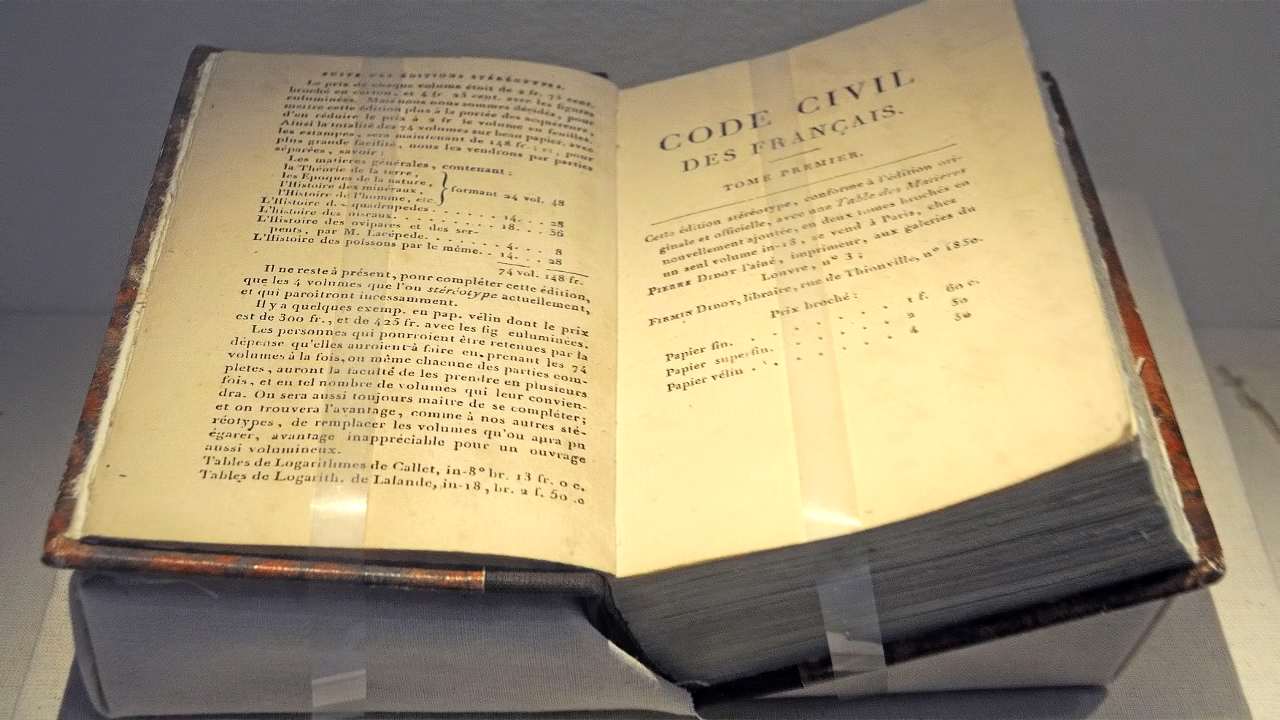 SUITE DES ÉDITIONS STÉRÉOTYPES.
Le prix de chaque volume étoit de 2 fr. 75 cent.
broché en carton, et 4 fr. 25 cent. avec les figures
enluminées. Mais nous nous sommes décidés, pour
mettre cette édition plus à la portée des acquéreurs,
d'en réduire le prix à 2 fr. le volume en feuilles.
Ainsi la totalité des 74 volumes sur beau papier, avec
les estampes, sera maintenant de 148 fr.; et, pour
plus grande facilité, nous les vendrons par parties
séparées, savoir:
Les matieres générales, contenant;
la Théorie de la terre,
les Époques de la nature,
l'Histoire des minéraux,
l'Histoire de l'homme, etc.
formant 24 vol. 48
L'Histoire des quadrupedes. . . . . . . 14. . . 28
L'Histoire des oiseaux. . . . . . . . 18. . . 36
L'Histoire des ovipares et des ser-
pents, par M. Lacépede. . . . . 4. . . 8
L'Histoire des poissons par le même. . 14. . . 28
74 vol. 148 fr.
Il ne reste à présent, pour compléter cette édition,
que les 4 volumes que l'on stéréotype actuellement,
et qui paroîtront incessamment.
Il y a quelques exemp. en pap. vélin dont le prix
est de 300 fr., et de 425 fr. avec les fig enluminées.
Les personnes qui pourroient être retenues par la
dépense qu'elles auroient à faire en prenant les 74
volumes à la fois, ou même chacune des parties com-
pletes, auront la faculté de les prendre en plusieurs
fois, et en tel nombre de volumes qui leur convien-
dra. On sera aussi toujours maître de se compléter;
et on trouvera l'avantage, comme à nos autres sté-
réotypes, de remplacer les volumes qu'on aura pu
égarer, avantage inappréciable pour un ouvrage
aussi volumineux.
Tables de Logarithmes de Callet, in-8° br. 13 fr. 0 c.
Tables de Logarith. de Lalande, in-18, br. 2 f. 50 c
CODE CIVIL
DES FRANÇAIS.
TOME PREMIER.
Cette édition stéréotype, conforme à l'édition ori-
ginale et officielle, avec une Table des Matieres
nouvellement ajoutée, en deux tomes brochés en
un seul volume in-18, se vend à Paris, chez
PIERRE DIDOT l'aîné, imprimeur, aux galeries du
Louvre, n° 3;
FIRMIN DIDOT, libraire, rue de Thionville, n° 1850.
Prix broché:
Papier fin. . . . . . . 1 f. 60 c.
Papier superfin. . . . . . 2 50
Papier vélin . . . . . . 4 50